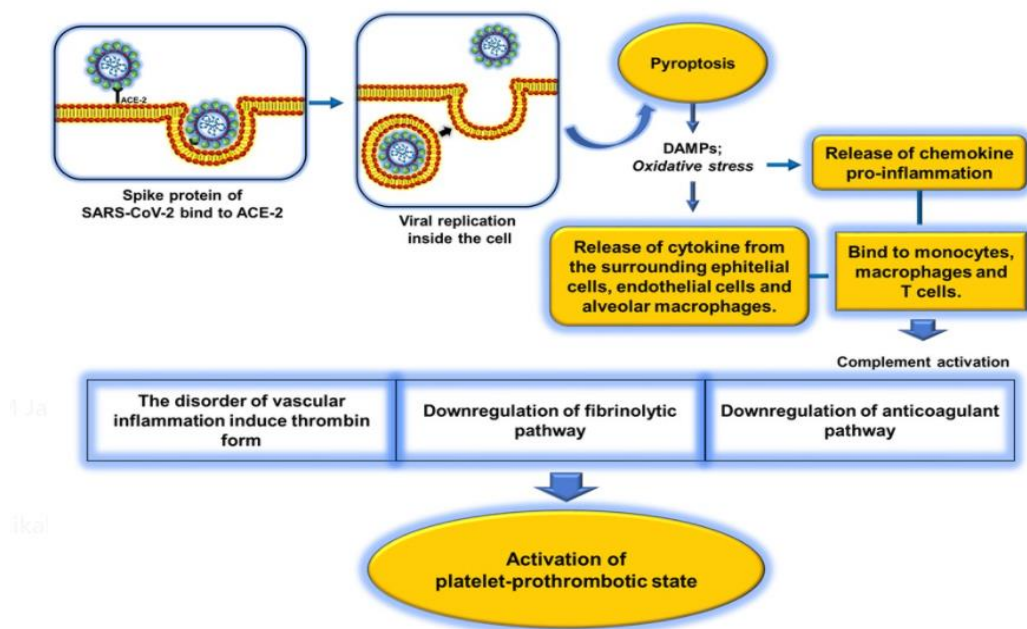 ACE-2
Spike protein of
SARS-CoV-2 bind to ACE-2
Viral replication
inside the cell
Pyroptosis
DAMPs;
Oxidative stress
Release of chemokine
pro-inflammation
Release of cytokine from
the surrounding ephitelial
cells, endothelial cells and
alveolar macrophages.
Bind to monocytes,
macrophages and
T cells.
Complement activation
The disorder of vascular
inflammation induce thrombin
form
Downregulation of fibrinolytic
pathway
Downregulation of anticoagulant
pathway
Activation of
platelet-prothrombotic state